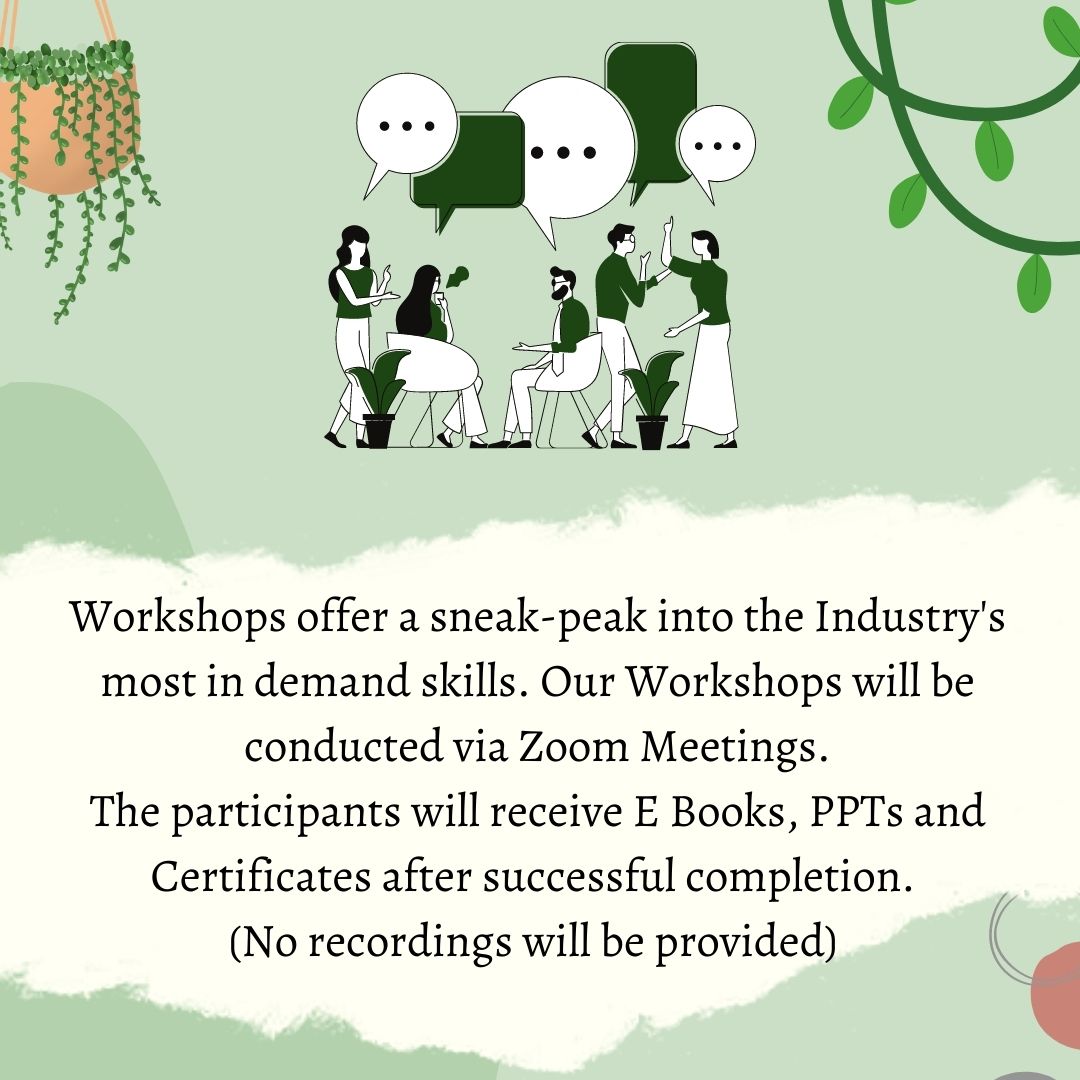 Workshops offer a sneak-peak into the Industry's
most in demand skills. Our Workshops will be
conducted via Zoom Meetings.
The participants will receive E Books, PPTs and
Certificates after successful completion.
(No recordings will be provided)